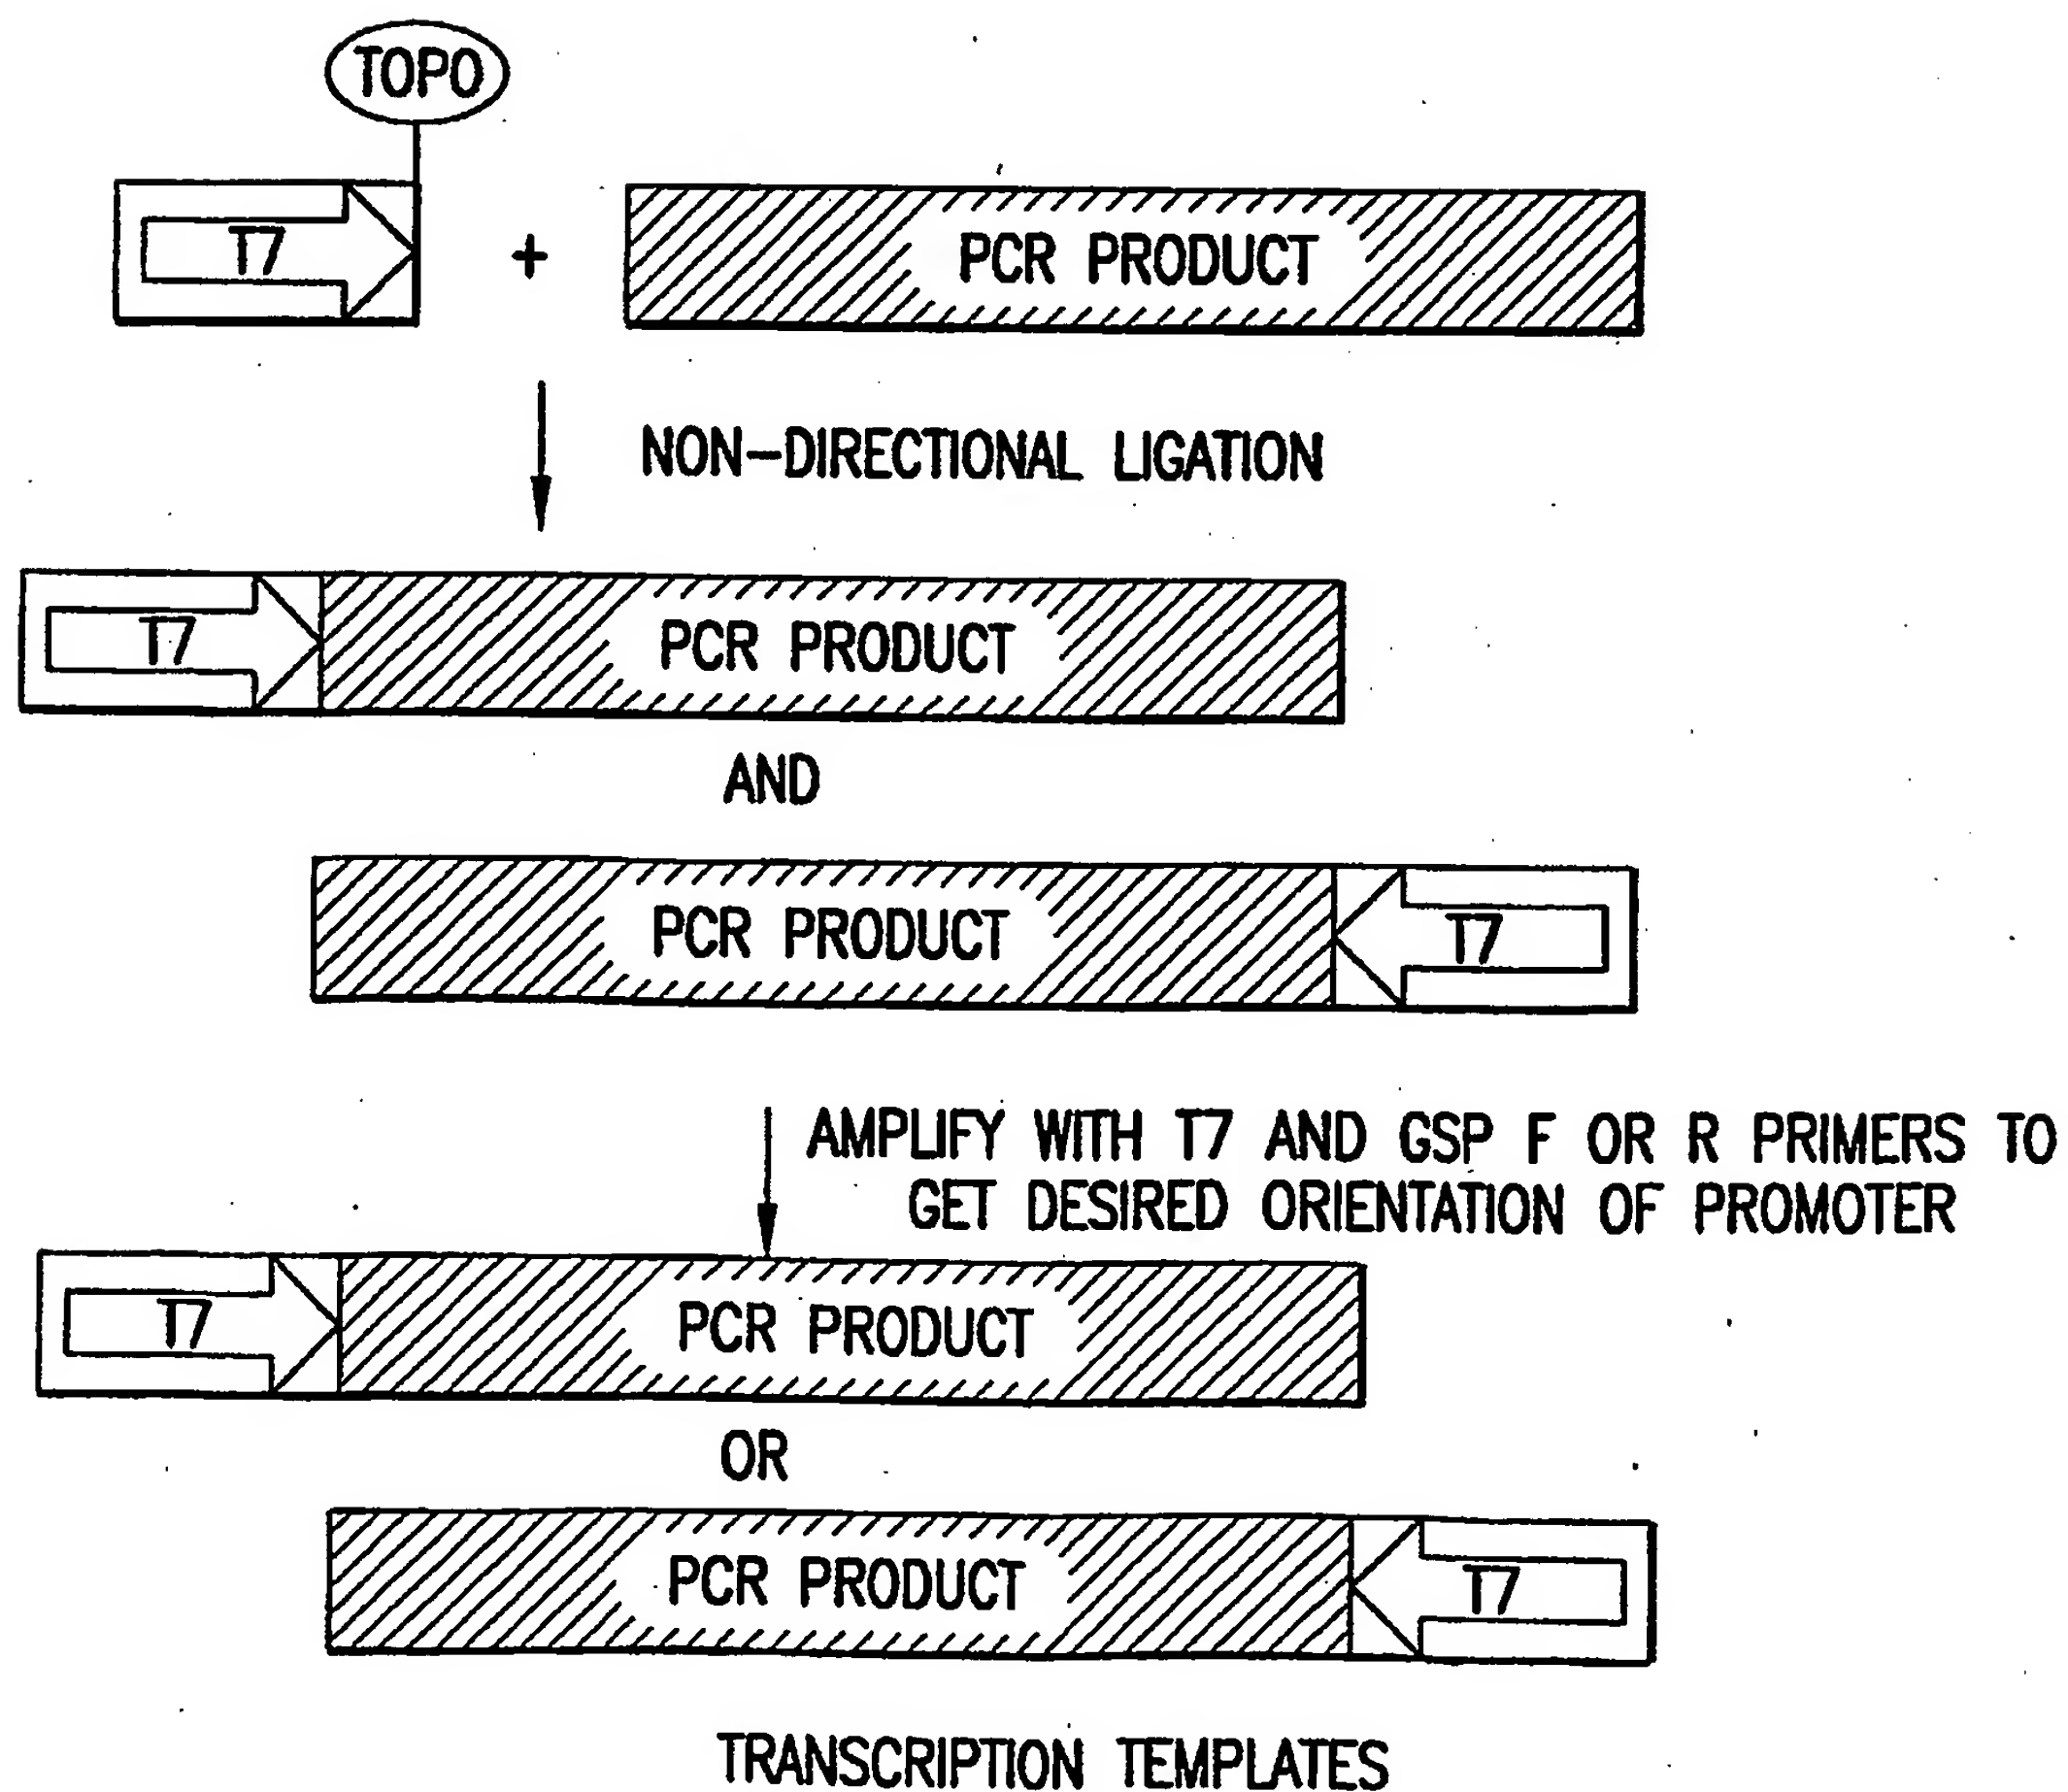 TOPO
T7 + PCR PRODUCT
NON-DIRECTIONAL LIGATION
T7 PCR PRODUCT
AND
PCR PRODUCT T7
AMPLIFY WITH T7 AND GSP F OR R PRIMERS TO
GET DESIRED ORIENTATION OF PROMOTER
T7 PCR PRODUCT
OR
PCR PRODUCT T7
TRANSCRIPTION TEMPLATES